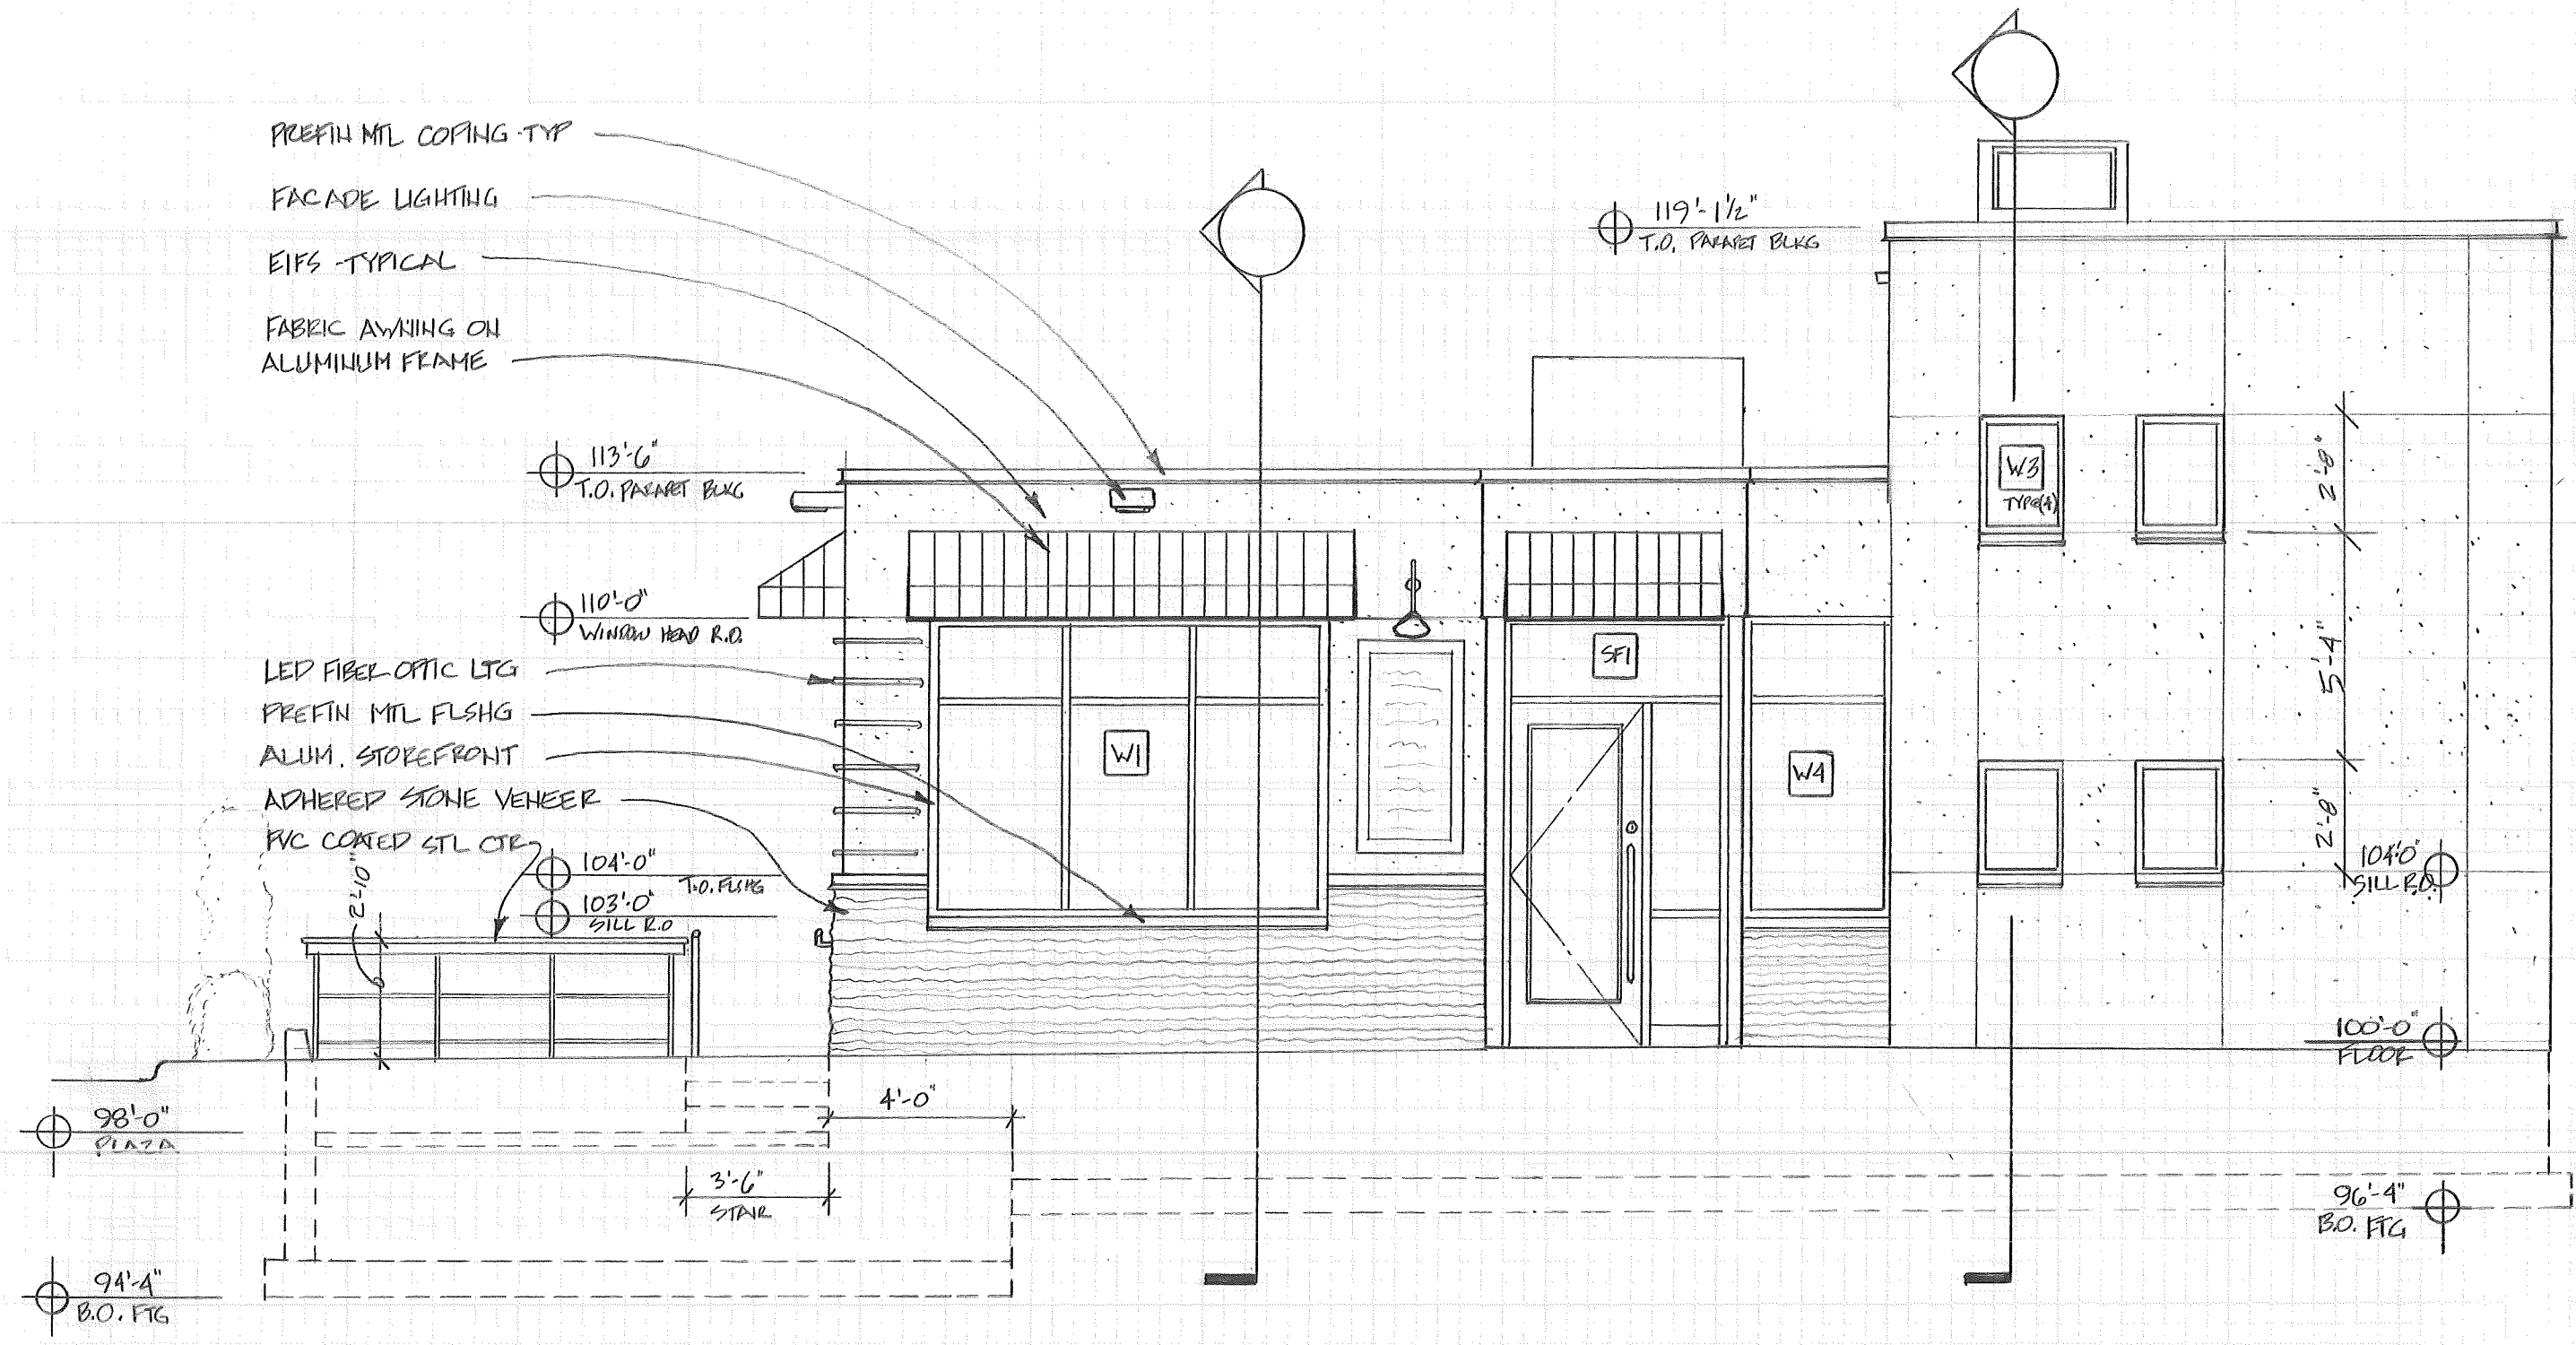 PREFIN MTL COPING-TYP
FACADE LIGHTING
EIFS -TYPICAL
FABRIC AWNING ON
ALUMINUM FRAME
119'-1½"
T.O. PARAPET BLKG
113'-6"
T.O. PARAPET BLKG
110'-0"
WINDOW HEAD R.O.
LED FIBER OPTIC LTG
PREFIN MTL FLSHG
ALUM. STOREFRONT
ADHERED STONE VENEER
PVC COATED STL CTR
2'-10"
104'-0"
T.O. FLSHG
103'-0"
SILL R.O
W1
SF1
W4
W3
TYP(4)
2'-8"
5'-4"
2'-8"
104'0"
SILL R.O.
100'-0"
FLOOR
98'-0"
PLAZA
4'-0"
3'-6"
STAIR
96'-4"
B.O. FTG
94'-4"
B.O. FTG